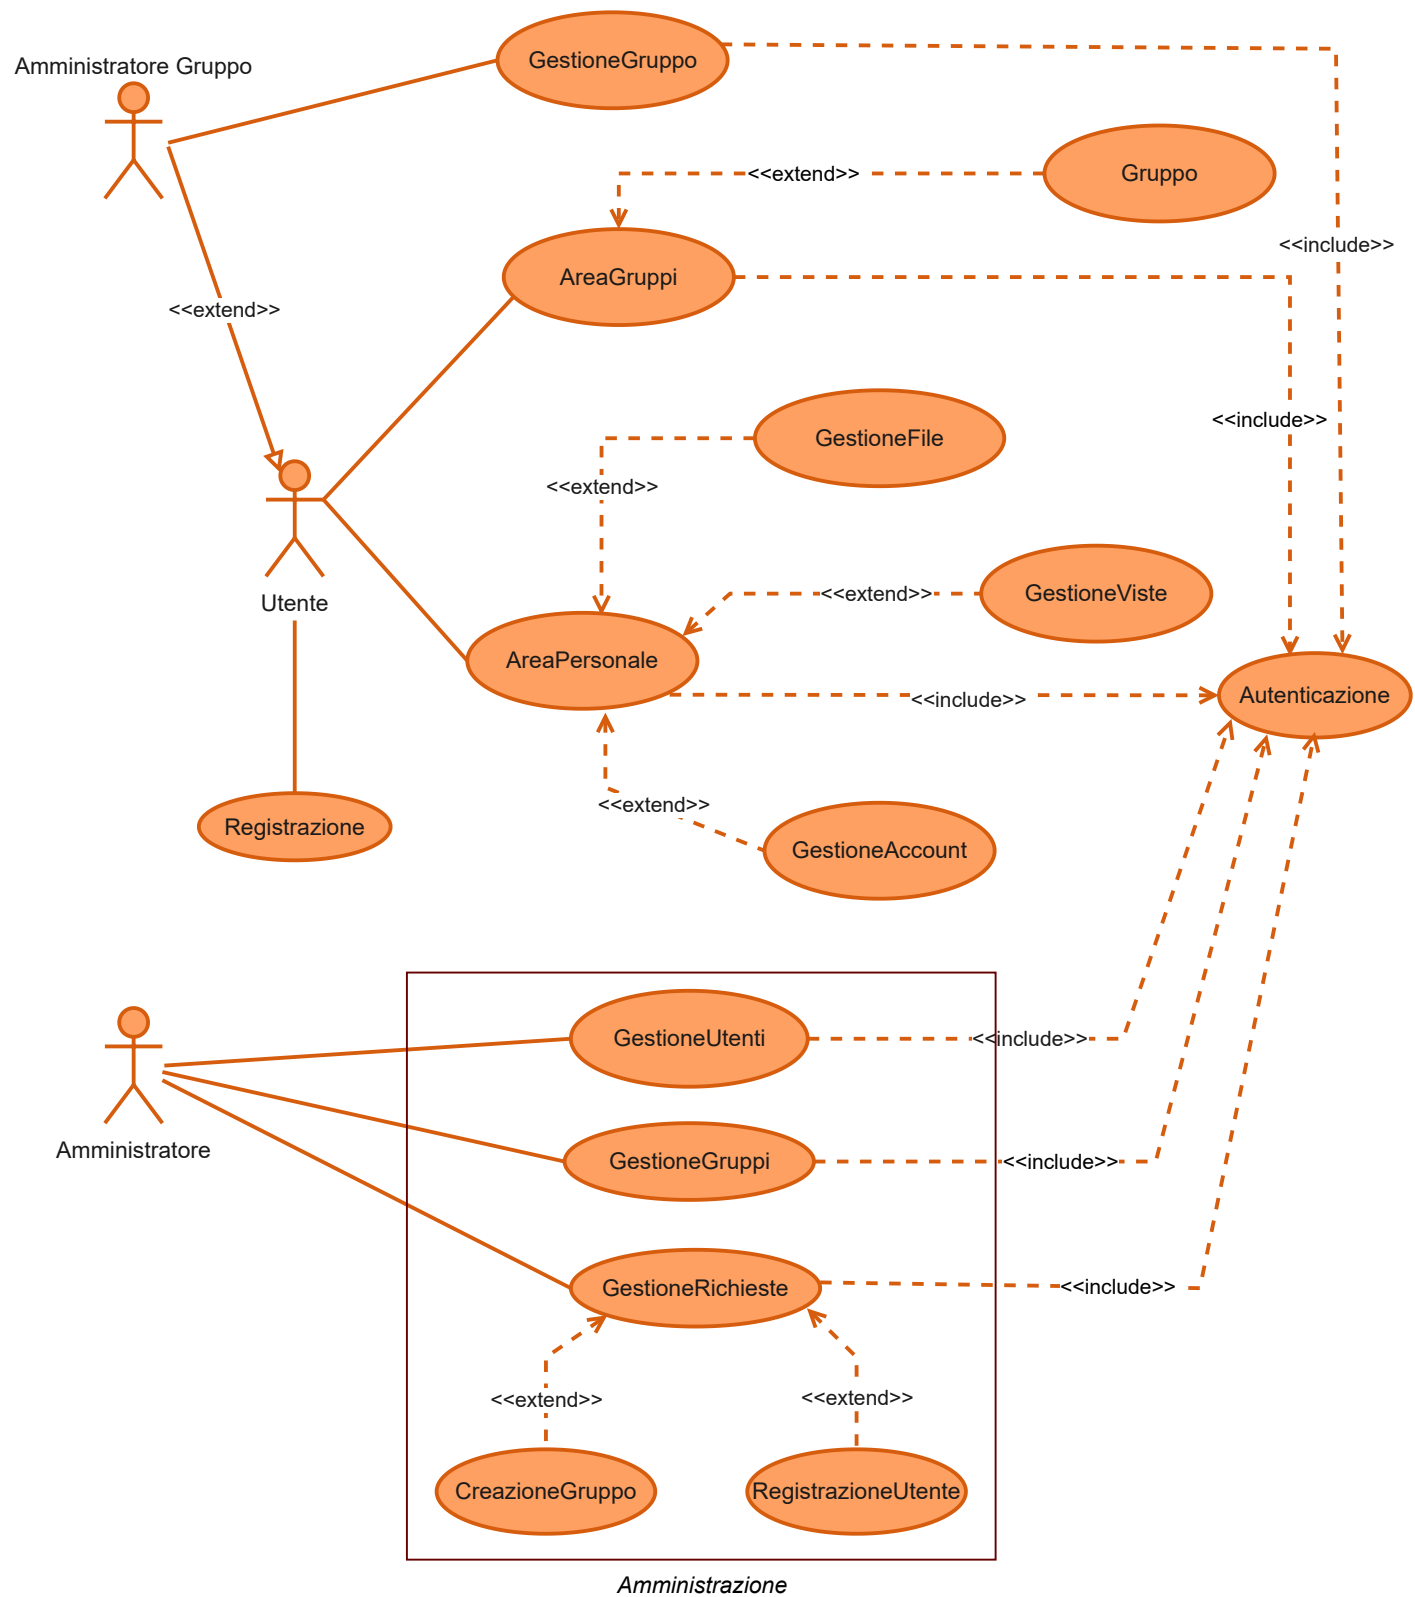 GestioneGruppo
Amministratore Gruppo
Gruppo
<<extend>>
<<include>>
AreaGruppi
<<extend>>
<<include>>
GestioneFile
<<extend>>
GestioneViste
<<extend>>
Utente
AreaPersonale
<<include>>
Autenticazione
<<extend>>
Registrazione
GestioneAccount
GestioneUtenti
<<include>>
Amministratore
GestioneGruppi
<<include>>
GestioneRichieste
<<include>>
<<extend>>
<<extend>>
CreazioneGruppo
RegistrazioneUtente
Amministrazione